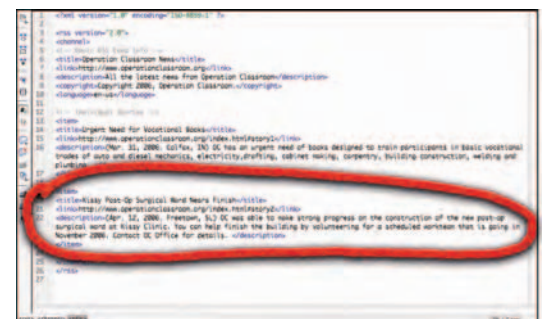 <?xml version="1.0" encoding="ISO-8859-1" ?>
<rss version="2.0">
<channel>
<title>Operation Classroom News</title>
<link>http://www.operationclassroom.org</link>
<description>All the latest news from Operation Classroom</description>
<copyright>Copyright 2006, Operation Classroom.</copyright>
<language>en-us</language>
<item>
<title>Urgent Need for Vocational Books</title>
<link>http://www.operationclassroom.org/index.html#story1</link>
<description>(Mar. 31, 2006. Colfax, IN) OC has an urgent need of books designed to train participants in basic vocational
trades of auto and diesel mechanics, electricity,drafting, cabinet making, carpentry, building construction, welding and
plumbing
<item>
<title>Kissy Post-Op Surgical Ward Nears Finish</title>
<link>http://www.operationclassroom.org/index.html#story2</link>
<description>(Apr. 12, 2006. Freetown, SL) OC was able to make strong progress on the construction of the new post-op
surgical ward at Kissy Clinic. You can help finish the building by volunteering for a scheduled workteam that is going in
November 2006. Contact OC Office for details. </description>
</item>
</rss>